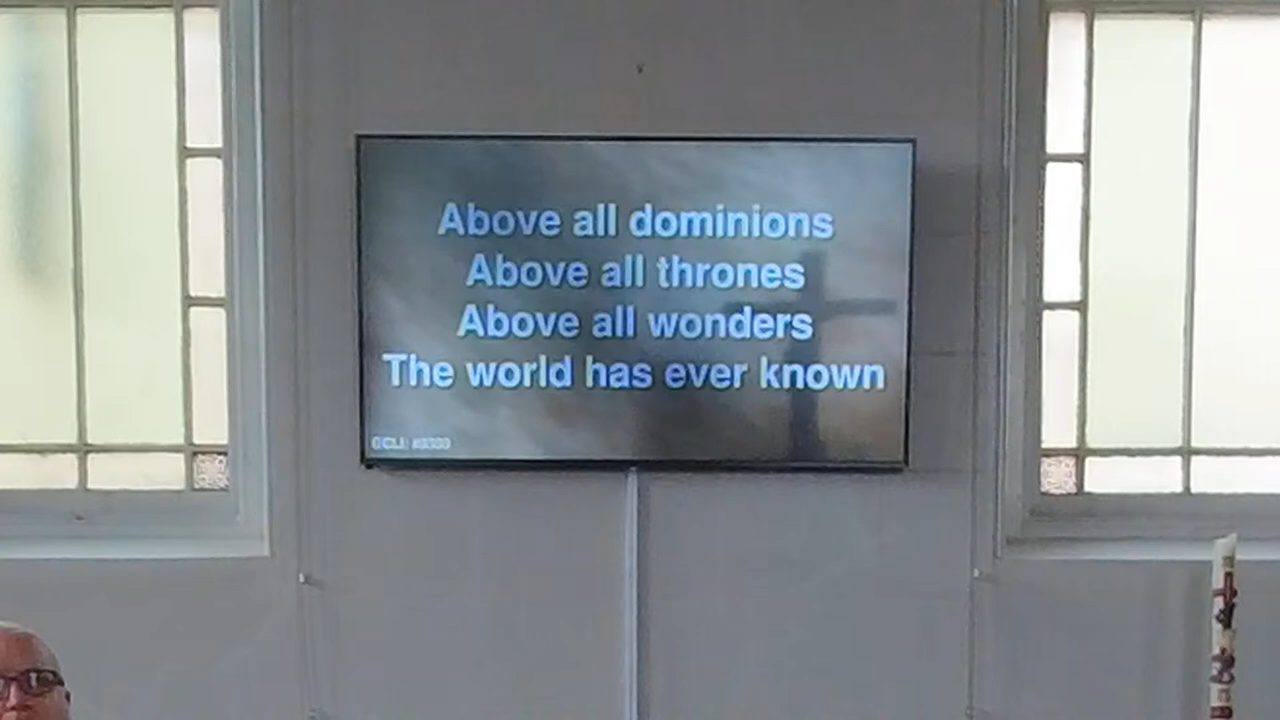 Above all dominions
Above all thrones
Above all wonders
The world has ever known